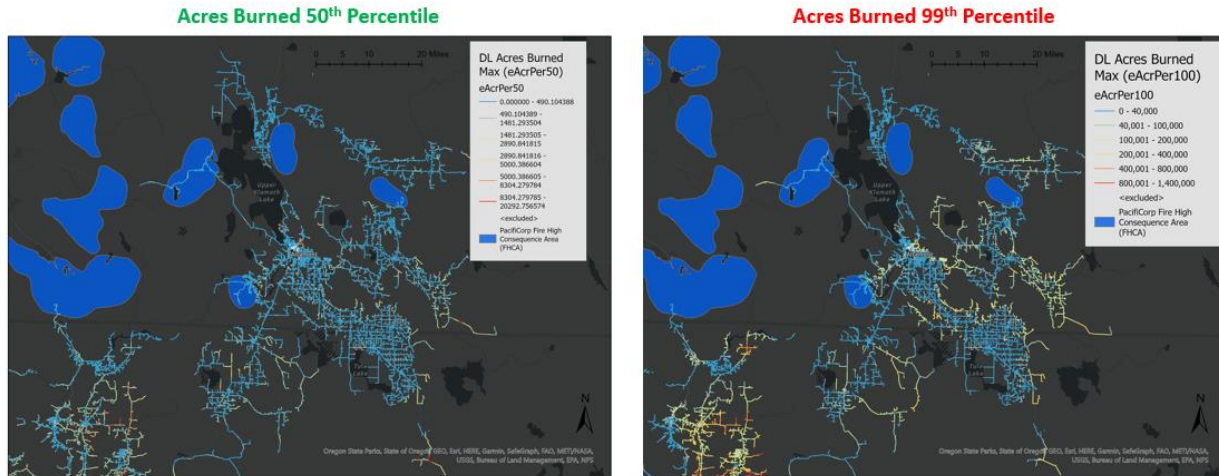 Acres Burned 50th Percentile
0 5 10 20 Miles
DL Acres Burned
Max (eAcrPer50)
eAcrPer50
0.000000 - 490.104388
490.104389 -
1481.293504
1481.293505 -
2890.841815
2890.841816 -
5000.386604
5000.386605 -
8304.279784
8304.279785 -
20292.756574
<excluded>
PacifiCorp Fire High
Consequence Area
(FHCA)
Upper
Klamath
Lake
Tule
Lake
N
Oregon State Parks, State of Oregon GEO, Esri, HERE, Garmin, SafeGraph, FAO, METI/NASA,
USGS, Bureau of Land Management, EPA, NPS
Acres Burned 99th Percentile
0 5 10 20 Miles
DL Acres Burned
Max (eAcrPer100)
eAcrPer100
0 - 40,000
40,001 - 100,000
100,001 - 200,000
200,001 - 400,000
400,001 - 800,000
800,001 - 1,400,000
<excluded>
PacifiCorp Fire High
Consequence Area
(FHCA)
Upper
Klamath
Lake
Tule
Lake
N
Oregon State Parks, State of Oregon GEO, Esri, HERE, Garmin, SafeGraph, FAO, METI/NASA,
USGS, Bureau of Land Management, EPA, NPS